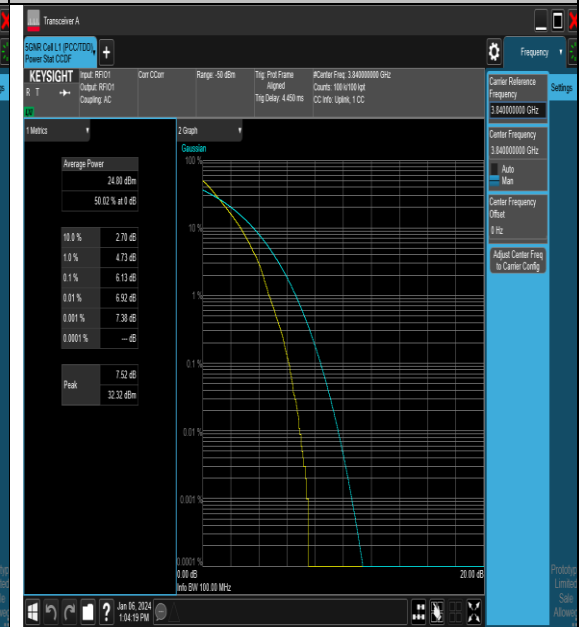 Transceiver A
5GNR Cell L1 (PCC/TDD),
Power Stat CCDF
Frequency
KEYSIGHT
R T
Input: RFIO1
Output: RFIO1
Coupling: AC
Corr CCorr
Range: -50 dBm
Trig: Prot Frame
Aligned
Trig Delay: 4.450 ms
#Center Freq: 3.840000000 GHz
Counts: 100 k/100 kpt
CC Info: Uplink, 1 CC
Carrier Reference
Frequency
3.840000000 GHz
Settings
1 Metrics
2 Graph
Gaussian
Center Frequency
3.840000000 GHz
Auto
Man
Center Frequency
Offset
0 Hz
Adjust Center Freq
to Carrier Config
Average Power
24.80 dBm
50.02 % at 0 dB
10.0 % 2.70 dB
1.0 % 4.73 dB
0.1 % 6.13 dB
0.01 % 6.92 dB
0.001 % 7.38 dB
0.0001 % --- dB
Peak
7.52 dB
32.32 dBm
100 %
10 %
1 %
0.1 %
0.01 %
0.001 %
0.0001 %
0.00 dB
20.00 dB
Info BW 100.00 MHz
Jan 06, 2024
1:04:19 PM
Prototyp
Limited
Sale
Allowed